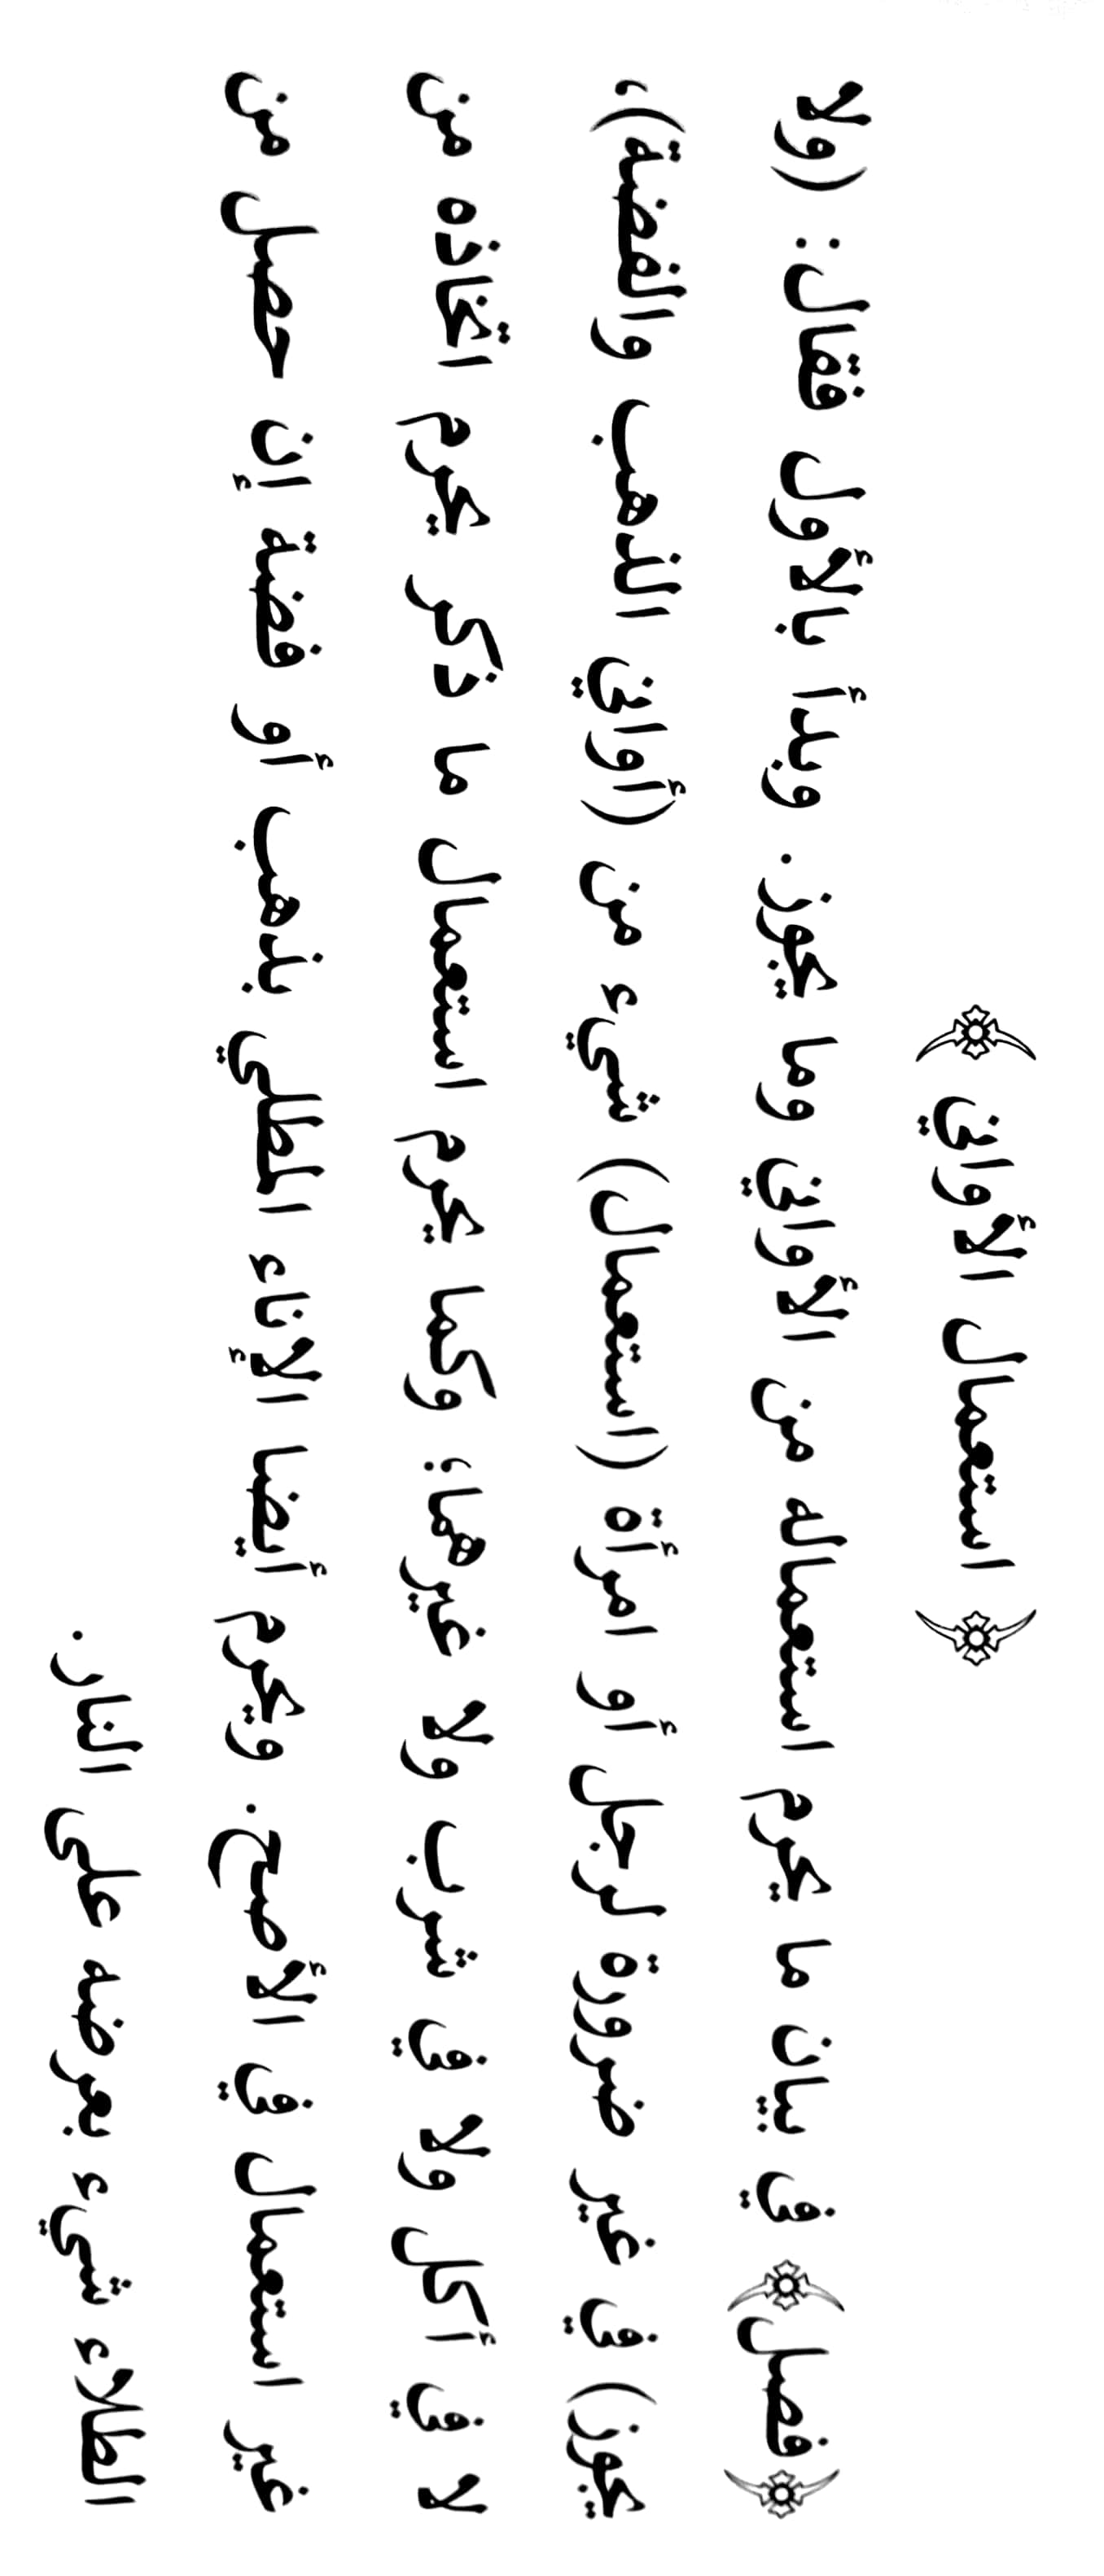 ﴿ استعمال الأواني ﴾
﴿فصل﴾ في بيان ما يحرم استعماله من الأواني وما يجوز. وبدأ بالأول فقال: (ولا
يجوز) في غير ضرورة لرجل أو امرأة (استعمال) شيء من (أواني الذهب والفضة)،
لا في أكل ولا في شرب ولا غيرهما؛ وكما يحرم استعمال ما ذكر يحرم اتخاذه من
غير استعمال في الأصح. ويحرم أيضا الإناء المطلي بذهب أو فضة إن حصل من
الطلاء شيء بعرضه على النار.